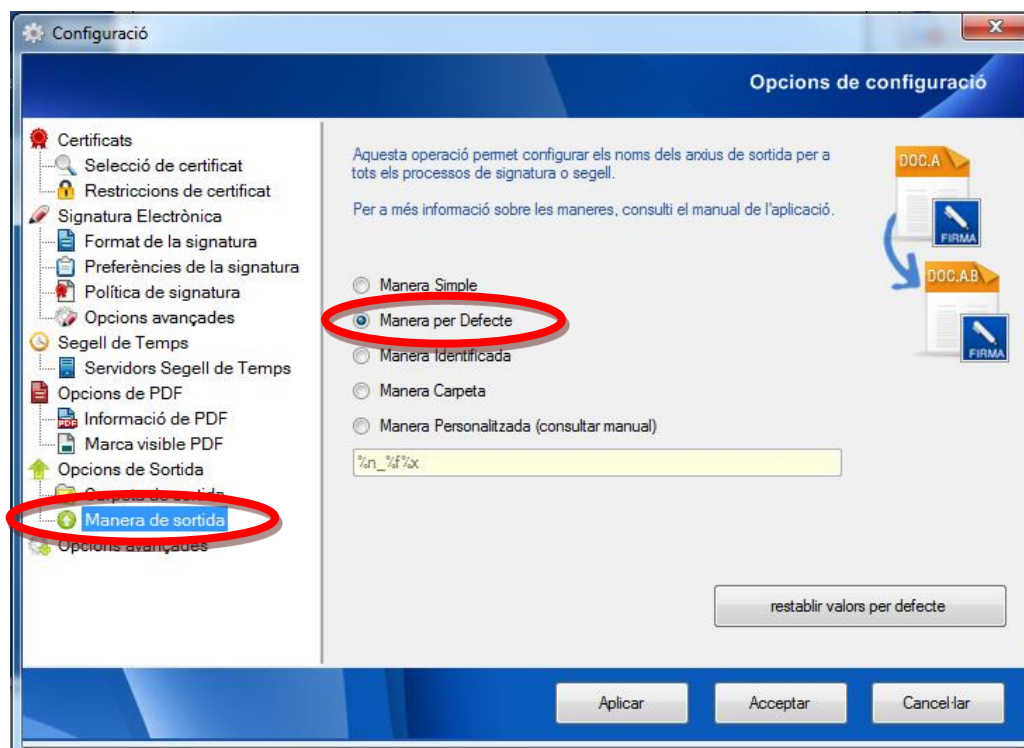 Configuració
Opcions de configuració
Certificats
Selecció de certificat
Restriccions de certificat
Signatura Electrònica
Format de la signatura
Preferències de la signatura
Política de signatura
Opcions avançades
Segell de Temps
Servidors Segell de Temps
Opcions de PDF
Informació de PDF
Marca visible PDF
Opcions de Sortida
Carpeta de sortida
Manera de sortida
Opcions avançades
Aquesta operació permet configurar els noms dels arxius de sortida per a
tots els processos de signatura o segell.
Per a més informació sobre les maneres, consulti el manual de l'aplicació.
DOC.A
FIRMA
DOC.AB
FIRMA
Manera Simple
Manera per Defecte
Manera Identificada
Manera Carpeta
Manera Personalitzada (consultar manual)
%n_%f%x
restablir valors per defecte
Aplicar
Acceptar
Cancel·lar